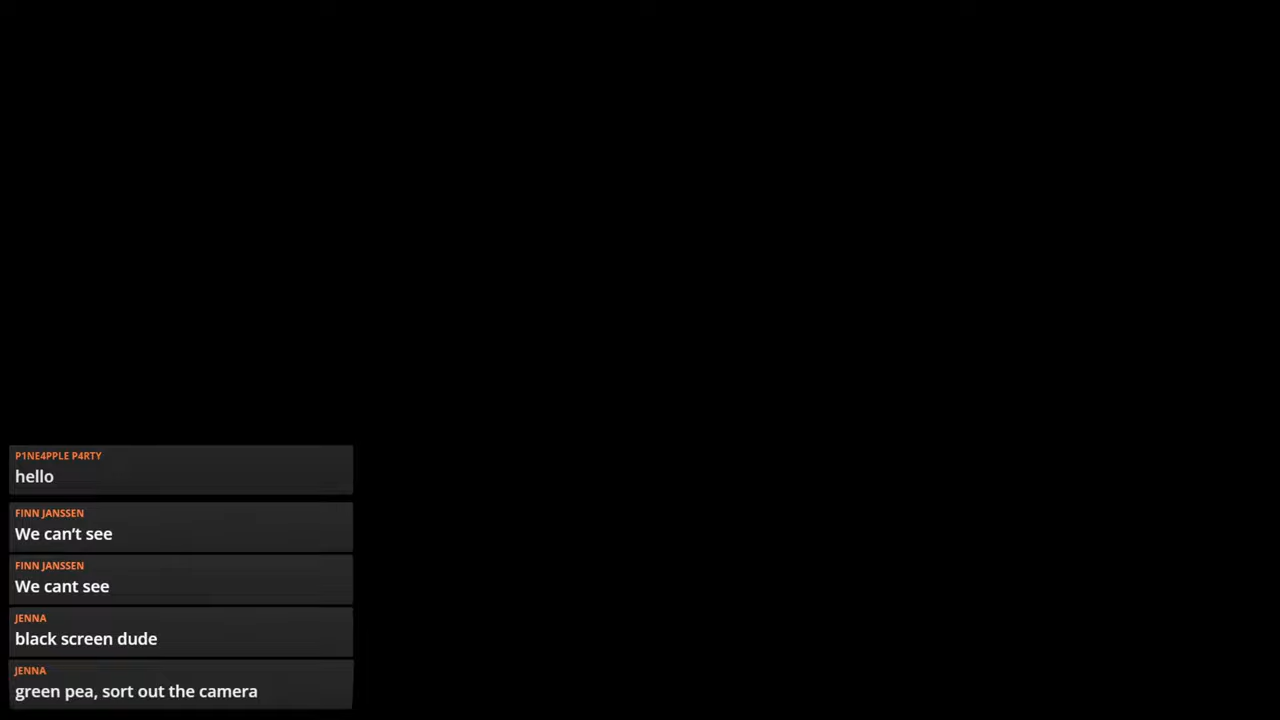 P1NE4PPLE P4RTY
hello
FINN JANSSEN
We can't see
FINN JANSSEN
We cant see
JENNA
black screen dude
JENNA
green pea, sort out the camera